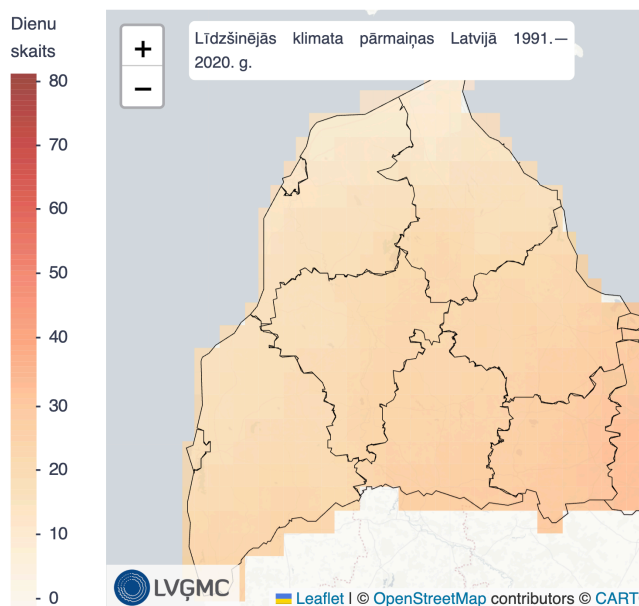 Dienu
skaits
80
70
60
50
40
30
20
10
0
+
−
Līdzšinējās klimata pārmaiņas Latvijā 1991.—
2020. g.
LVĢMC
Leaflet | © OpenStreetMap contributors © CART